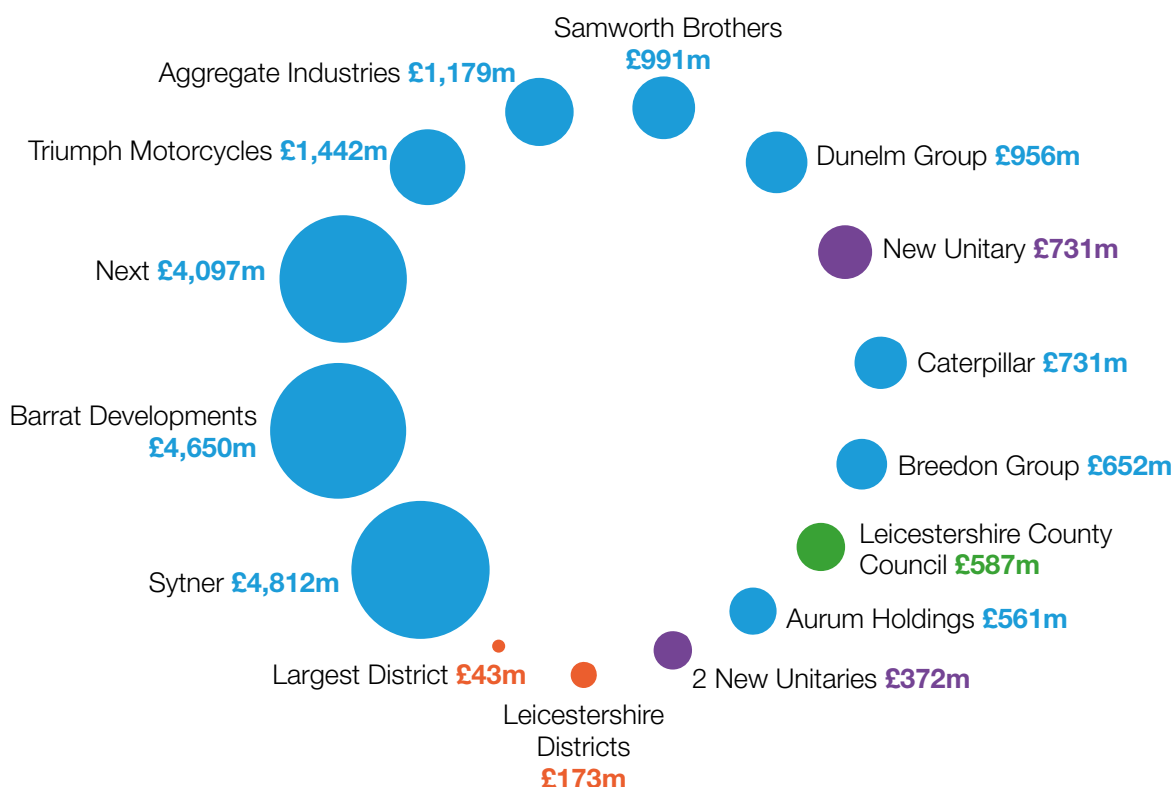 Samworth Brothers
£991m
Aggregate Industries £1,179m
Triumph Motorcycles £1,442m
Dunelm Group £956m
New Unitary £731m
Next £4,097m
Caterpillar £731m
Barrat Developments
£4,650m
Breedon Group £652m
Leicestershire County
Council £587m
Sytner £4,812m
Aurum Holdings £561m
Largest District £43m
2 New Unitaries £372m
Leicestershire
Districts
£173m